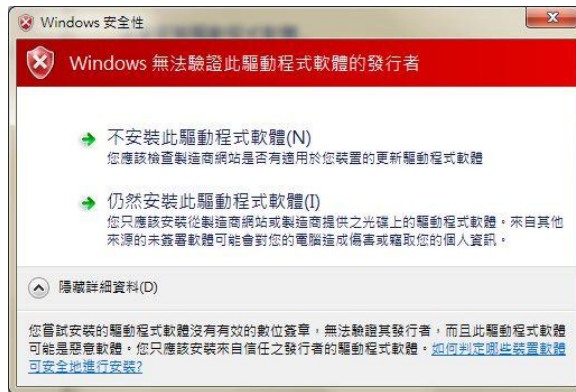 Windows 安全性
Windows 無法驗證此驅動程式軟體的發行者
不安裝此驅動程式軟體(N)
您應該檢查製造商網站是否有適用於您裝置的更新驅動程式軟體
仍然安裝此驅動程式軟體(I)
您只應該安裝從製造商網站或製造商提供之光碟上的驅動程式軟體。來自其他
來源的未簽署軟體可能會對您的電腦造成傷害或竊取您的個人資訊。
隱藏詳細資料(D)
您嘗試安裝的驅動程式軟體沒有有效的數位簽章，無法驗證其發行者，而且此驅動程式軟體
可能是惡意軟體。您只應該安裝來自信任之發行者的驅動程式軟體。如何判定哪些裝置軟體
可安全地進行安裝?